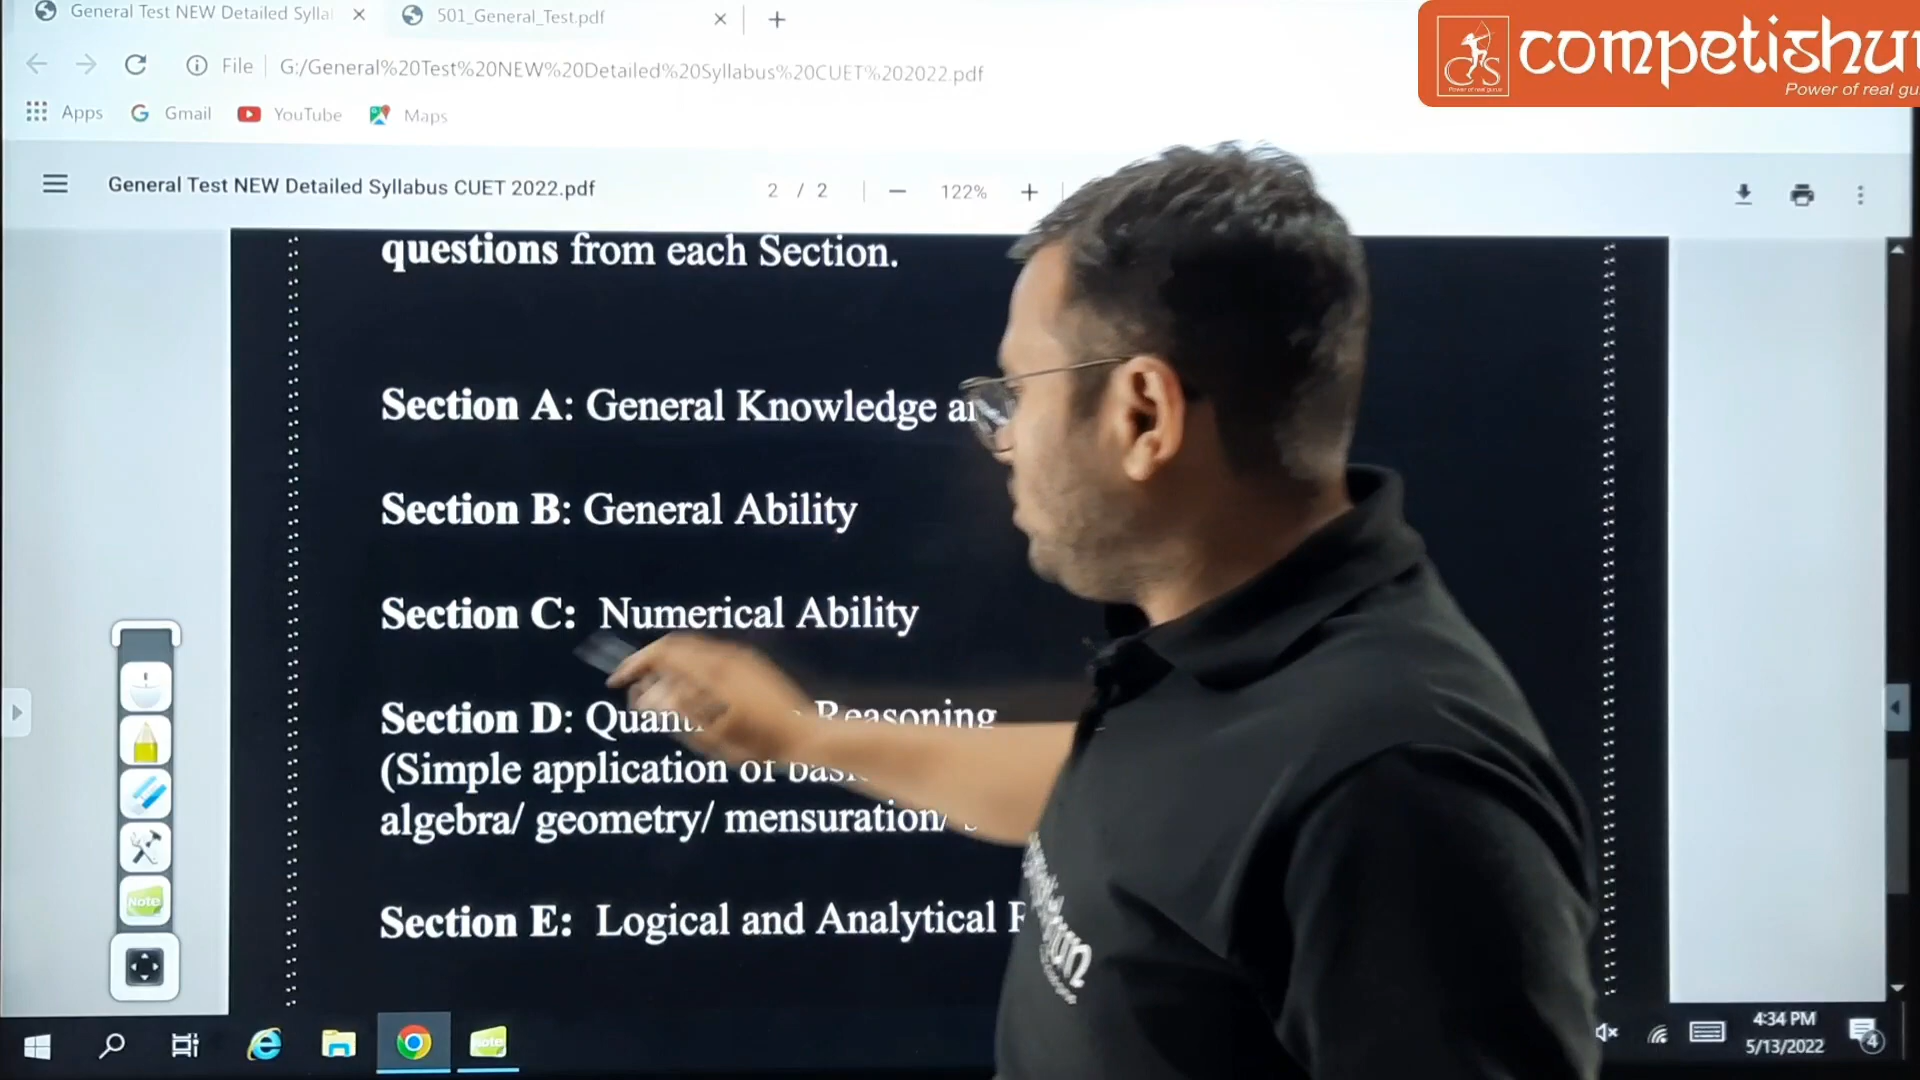 General Test NEW Detailed Sylla
501_General_Test.pdf
File
G:/General%20Test%20NEW%20Detailed%20Syllabus%20CUET%202022.pdf
competishun
Power of real gu
Apps
Gmail
YouTube
Maps
General Test NEW Detailed Syllabus CUET 2022.pdf
2 / 2
122%
questions from each Section.
Section A: General Knowledge
Section B: General Ability
Section C: Numerical Ability
Section D: Reasoning
(Simple application of
algebra/ geometry/ mensuration/
Section E: Logical and Analytical
Note
Note
4:34 PM
5/13/2022
4